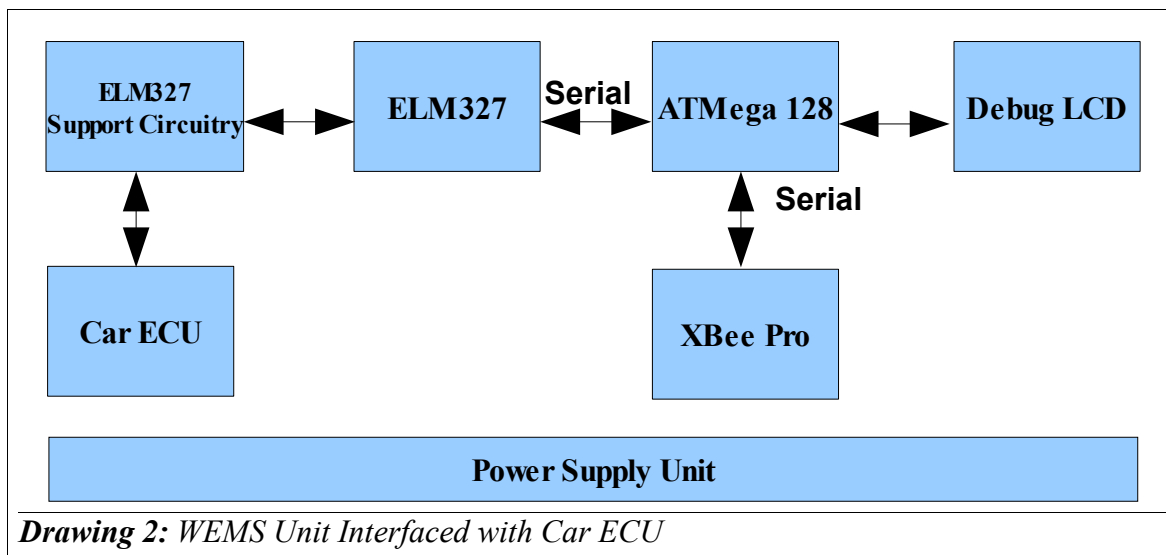 ELM327
Support Circuitry
ELM327
Serial
ATMega 128
Debug LCD
Serial
Car ECU
XBee Pro
Power Supply Unit
Drawing 2: WEMS Unit Interfaced with Car ECU